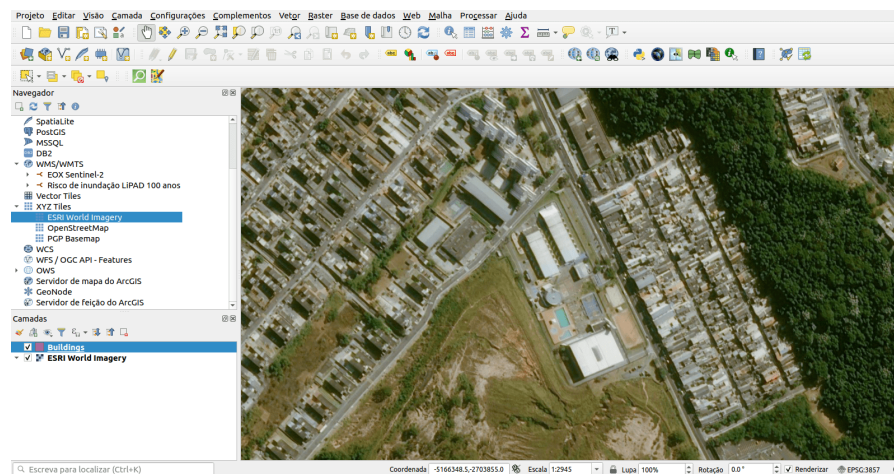 Projeto Editar Visão Camada Configurações Complementos Vetor Raster Base de dados Web Malha Processar Ajuda
Navegador
SpatiaLite
PostGIS
MSSQL
DB2
WMS/WMTS
EOX Sentinel-2
Risco de inundação LiPAD 100 anos
Vector Tiles
XYZ Tiles
ESRI World Imagery
OpenStreetMap
PGP Basemap
WCS
WFS / OGC API - Features
OWS
Servidor de mapa do ArcGIS
GeoNode
Servidor de feição do ArcGIS
Camadas
Buildings
ESRI World Imagery
Escreva para localizar (Ctrl+K) Coordenada -5166348.5,-2703855.0 Escala 1:2945 Lupa 100% Rotação 0.0 ° Renderizar EPSG:3857